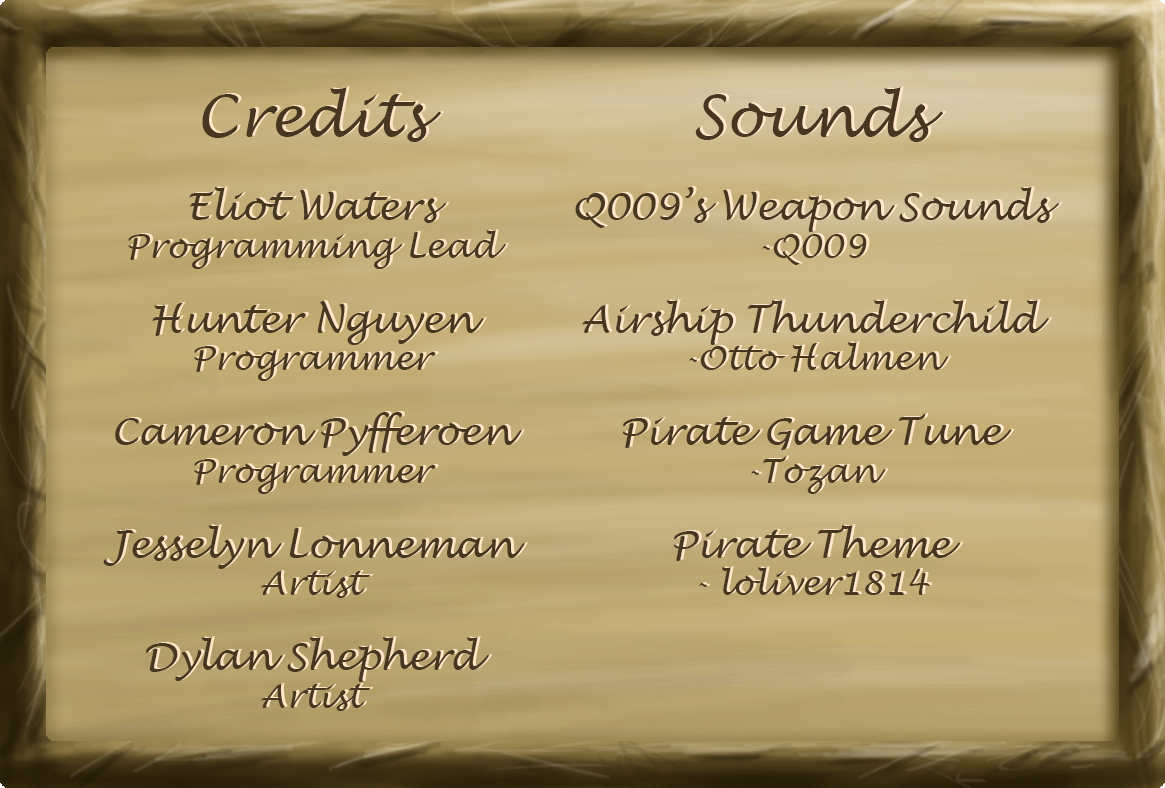 Credits
Eliot Waters
Programming Lead
Hunter Nguyen
Programmer
Cameron Pyfferoen
Programmer
Jesselyn Lonneman
Artist
Dylan Shepherd
Artist
Sounds
Q009's Weapon Sounds
-Q009
Airship Thunderchild
-Otto Halmen
Pirate Game Tune
-Tozan
Pirate Theme
- loliver1814